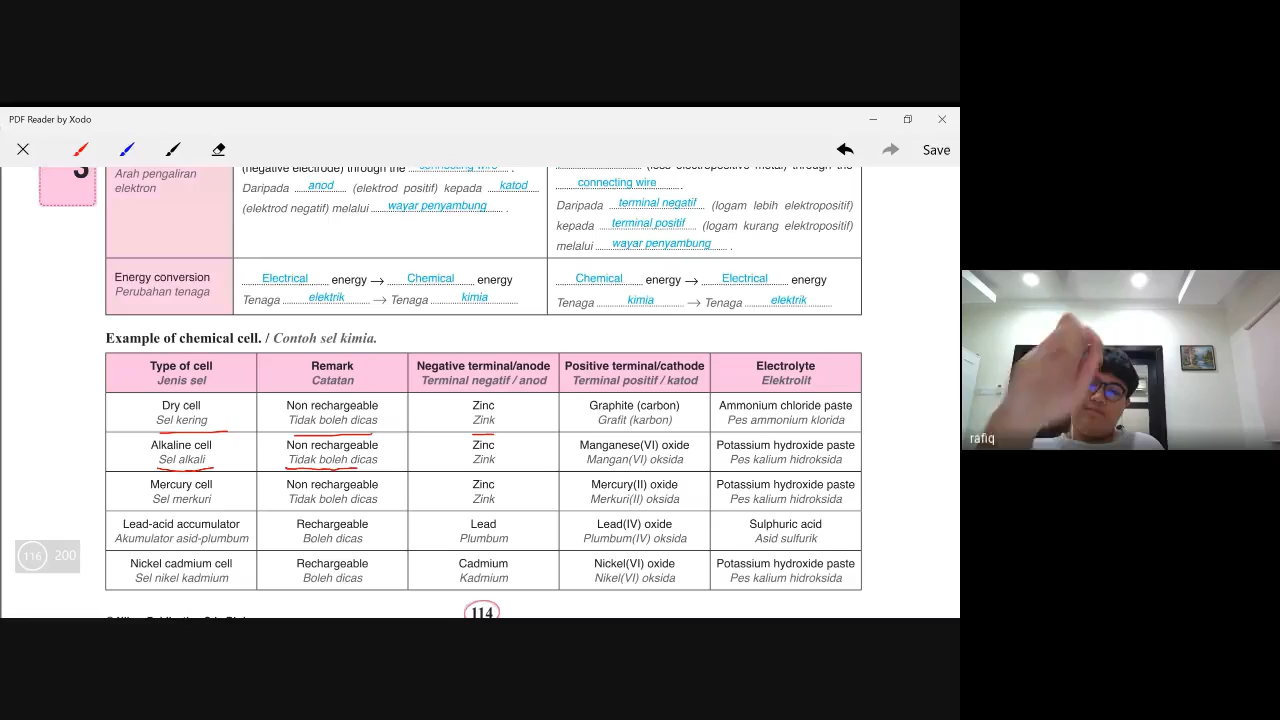 PDF Reader by Xodo
Save
3
Arah pengaliran
elektron
(negative electrode) through the connecting wire .
Daripada anod (elektrod positif) kepada katod
(elektrod negatif) melalui wayar penyambung .
(less electropositive metal) through the
connecting wire .
Daripada terminal negatif (logam lebih elektropositif)
kepada terminal positif (logam kurang elektropositif)
melalui wayar penyambung .
Energy conversion
Perubahan tenaga
Electrical energy → Chemical energy
Tenaga elektrik → Tenaga kimia
Chemical energy → Electrical energy
Tenaga kimia → Tenaga elektrik
Example of chemical cell. / Contoh sel kimia.
Type of cell Remark Negative terminal/anode Positive terminal/cathode Electrolyte
Jenis sel Catatan Terminal negatif / anod Terminal positif / katod Elektrolit
Dry cell Non rechargeable Zinc Graphite (carbon) Ammonium chloride paste
Sel kering Tidak boleh dicas Zink Grafit (karbon) Pes ammonium klorida
Alkaline cell Non rechargeable Zinc Manganese(VI) oxide Potassium hydroxide paste
Sel alkali Tidak boleh dicas Zink Mangan(VI) oksida Pes kalium hidroksida
Mercury cell Non rechargeable Zinc Mercury(II) oxide Potassium hydroxide paste
Sel merkuri Tidak boleh dicas Zink Merkuri(II) oksida Pes kalium hidroksida
Lead-acid accumulator Rechargeable Lead Lead(IV) oxide Sulphuric acid
Akumulator asid-plumbum Boleh dicas Plumbum Plumbum(IV) oksida Asid sulfurik
Nickel cadmium cell Rechargeable Cadmium Nickel(VI) oxide Potassium hydroxide paste
Sel nikel kadmium Boleh dicas Kadmium Nikel(VI) oksida Pes kalium hidroksida
116 200
114
rafiq